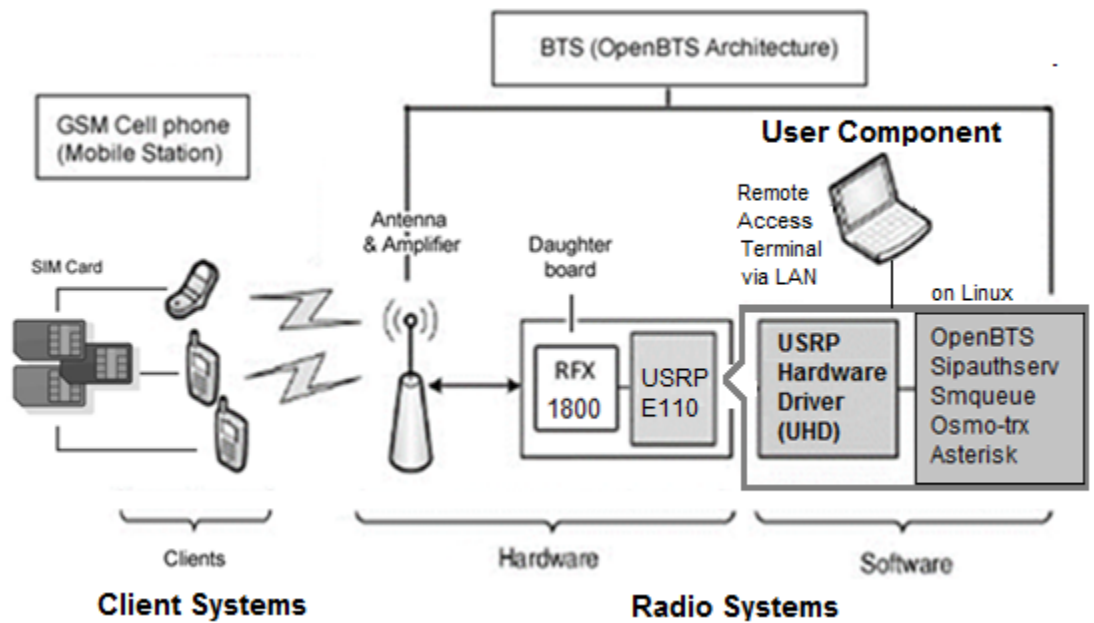 BTS (OpenBTS Architecture)
GSM Cell phone
(Mobile Station)
User Component
Remote
Access
Terminal
via LAN
Antenna
& Amplifier
Daughter
board
SIM Card
on Linux
RFX
1800
USRP
E110
USRP
Hardware
Driver
(UHD)
OpenBTS
Sipauthserv
Smqueue
Osmo-trx
Asterisk
Clients
Hardware
Software
Client Systems
Radio Systems